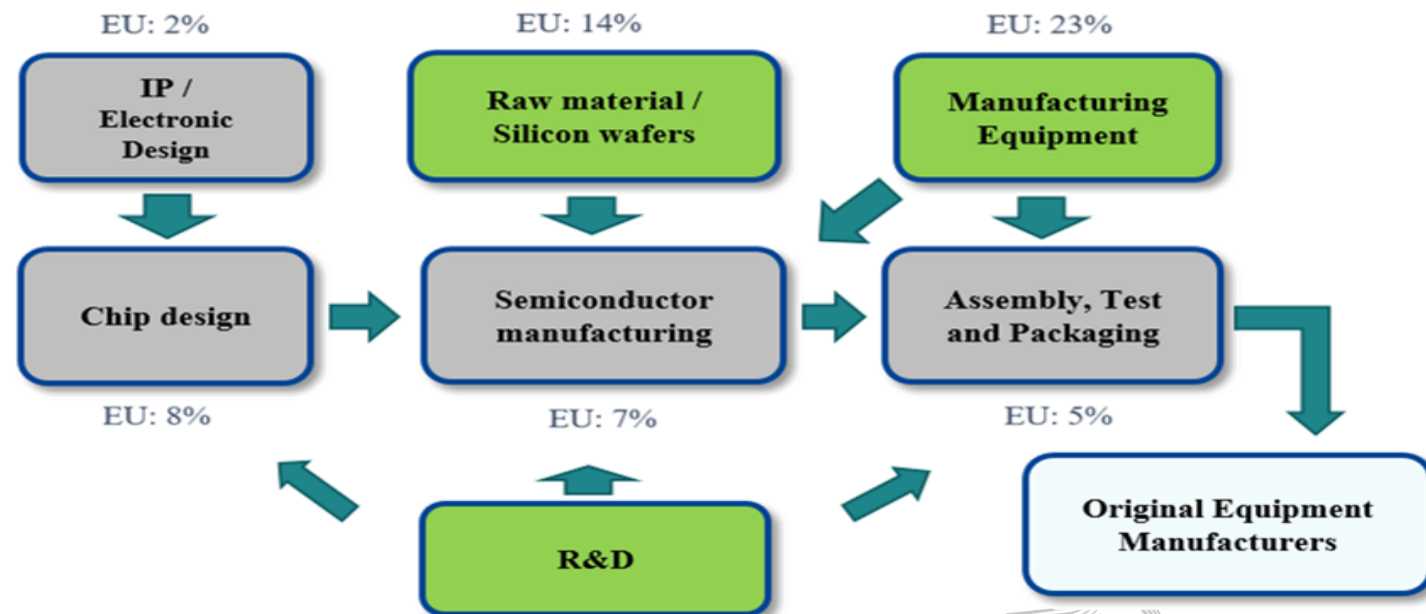 EU: 2%
EU: 14%
EU: 23%
IP /
Electronic
Design
Raw material /
Silicon wafers
Manufacturing
Equipment
Chip design
Semiconductor
manufacturing
Assembly, Test
and Packaging
EU: 8%
EU: 7%
EU: 5%
R&D
Original Equipment
Manufacturers